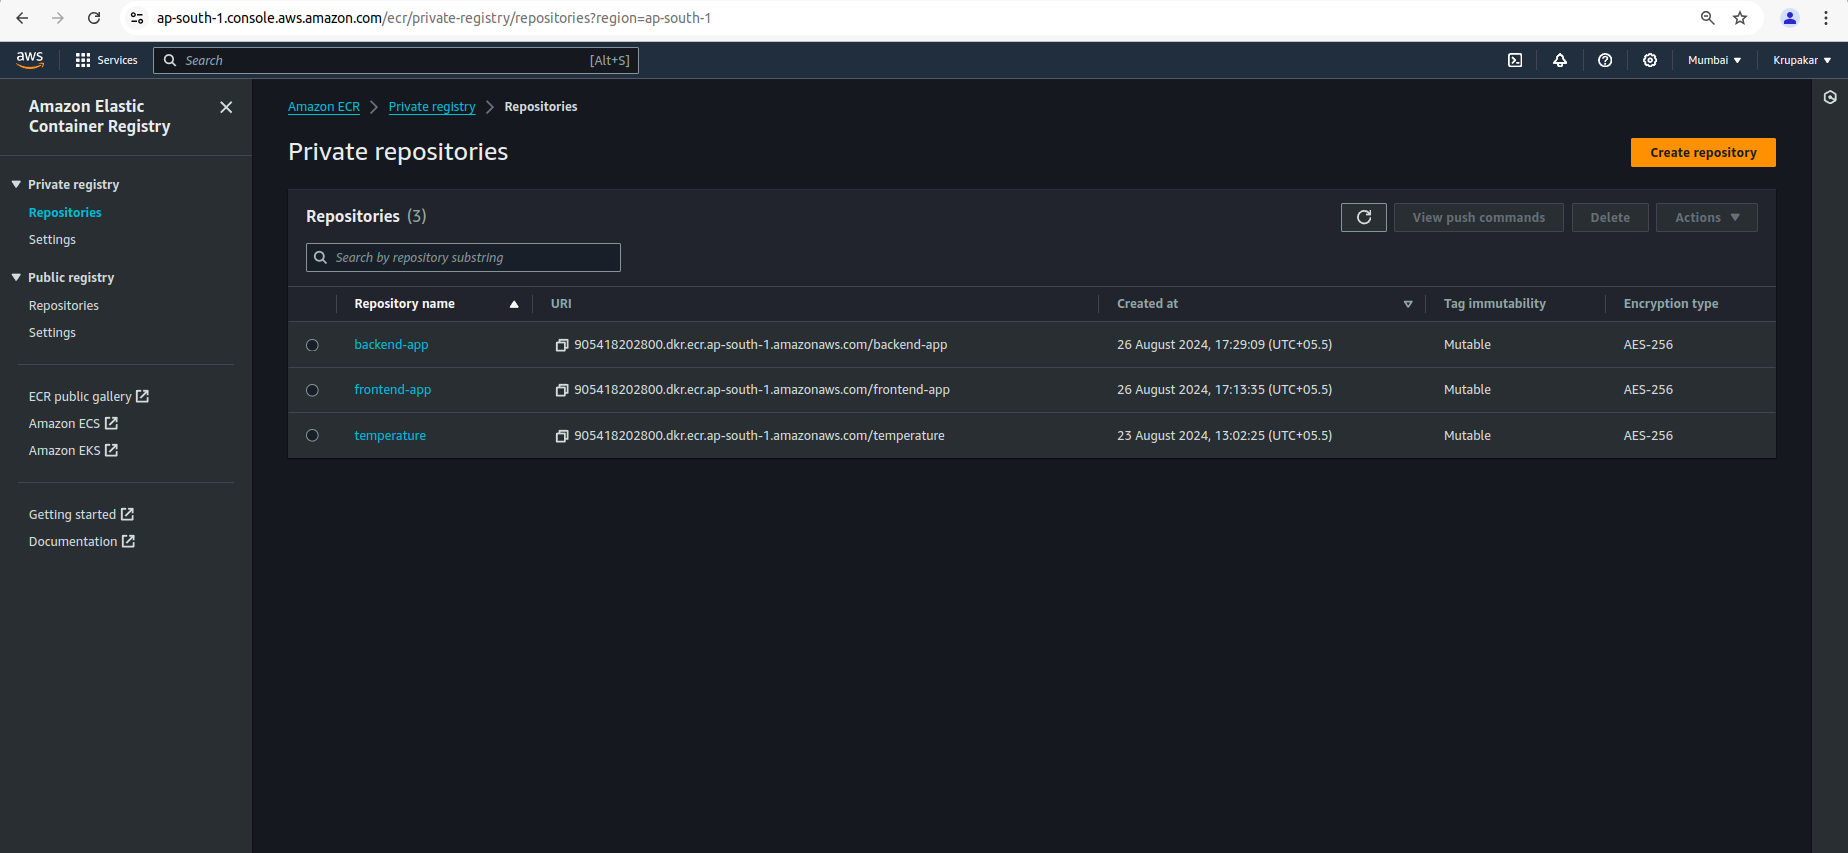 ap-south-1.console.aws.amazon.com/ecr/private-registry/repositories?region=ap-south-1
aws Services Search [Alt+S] Mumbai Krupakar
Amazon Elastic
Container Registry
Private registry
Repositories
Settings
Public registry
Repositories
Settings
ECR public gallery
Amazon ECS
Amazon EKS
Getting started
Documentation
Amazon ECR Private registry Repositories
Private repositories Create repository
Repositories (3) View push commands Delete Actions
Search by repository substring
Repository name URI Created at Tag immutability Encryption type
backend-app 905418202800.dkr.ecr.ap-south-1.amazonaws.com/backend-app 26 August 2024, 17:29:09 (UTC+05.5) Mutable AES-256
frontend-app 905418202800.dkr.ecr.ap-south-1.amazonaws.com/frontend-app 26 August 2024, 17:13:35 (UTC+05.5) Mutable AES-256
temperature 905418202800.dkr.ecr.ap-south-1.amazonaws.com/temperature 23 August 2024, 13:02:25 (UTC+05.5) Mutable AES-256